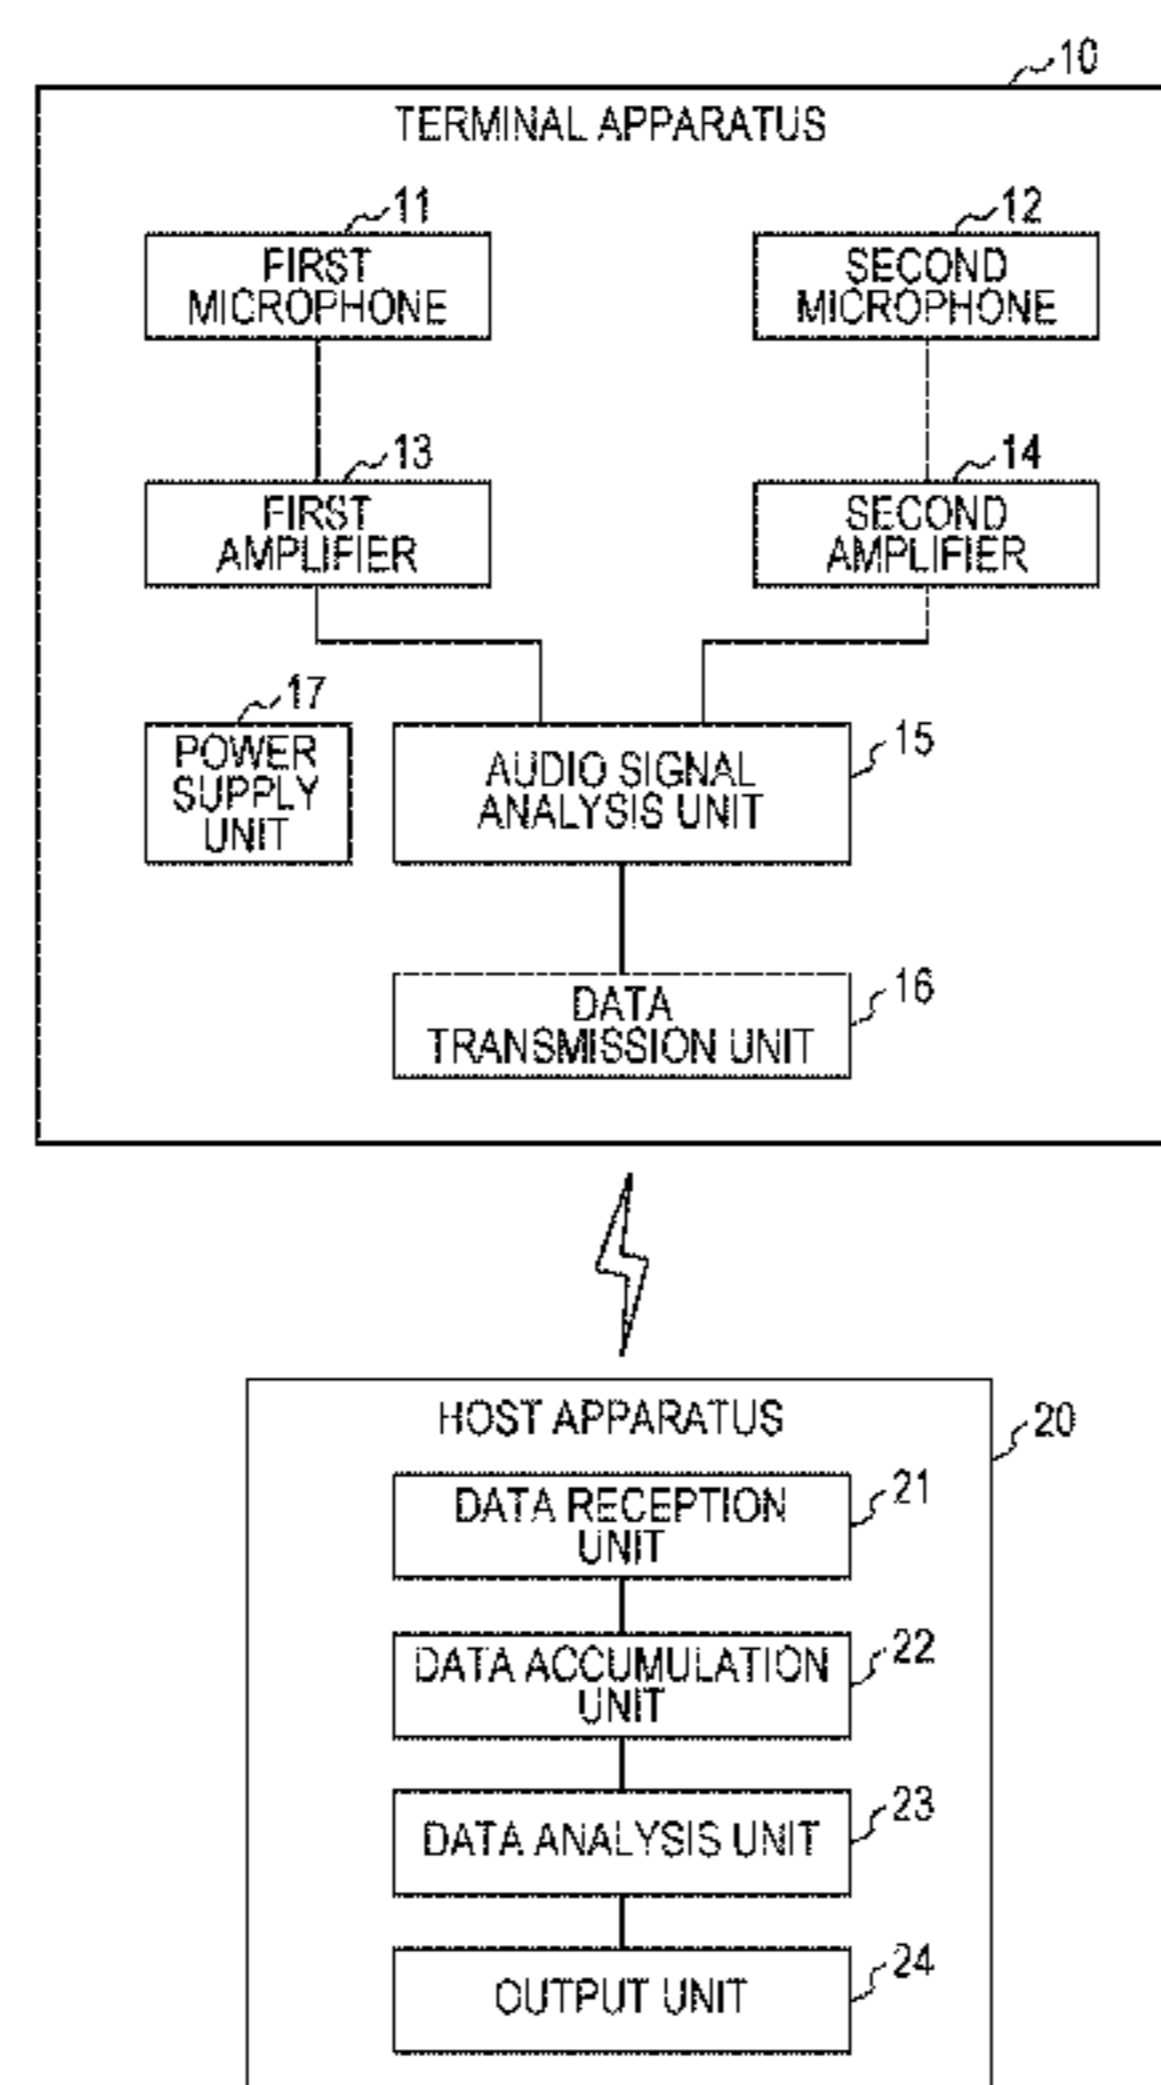 10
TERMINAL APPARATUS
11
12
FIRST
MICROPHONE
SECOND
MICROPHONE
13
14
FIRST
AMPLIFIER
SECOND
AMPLIFIER
17
POWER
SUPPLY
UNIT
15
AUDIO SIGNAL
ANALYSIS UNIT
16
DATA
TRANSMISSION UNIT
HOST APPARATUS
20
21
DATA RECEPTION
UNIT
22
DATA ACCUMULATION
UNIT
23
DATA ANALYSIS UNIT
24
OUTPUT UNIT